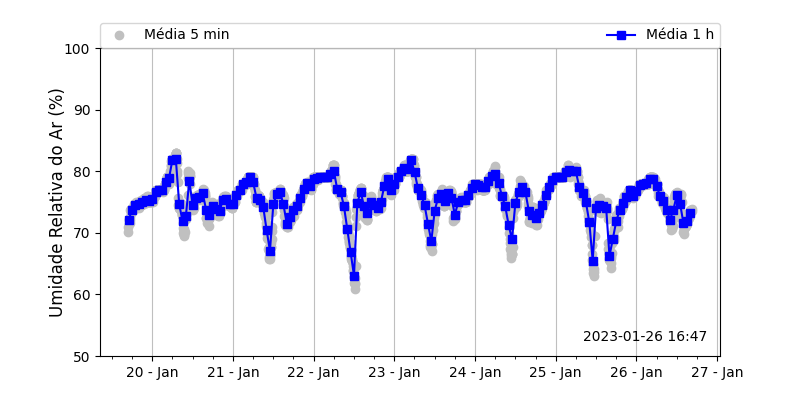 Média 5 min
Média 1 h
Umidade Relativa do Ar (%)
100
90
80
70
60
50
2023-01-26 16:47
20 - Jan
21 - Jan
22 - Jan
23 - Jan
24 - Jan
25 - Jan
26 - Jan
27 - Jan